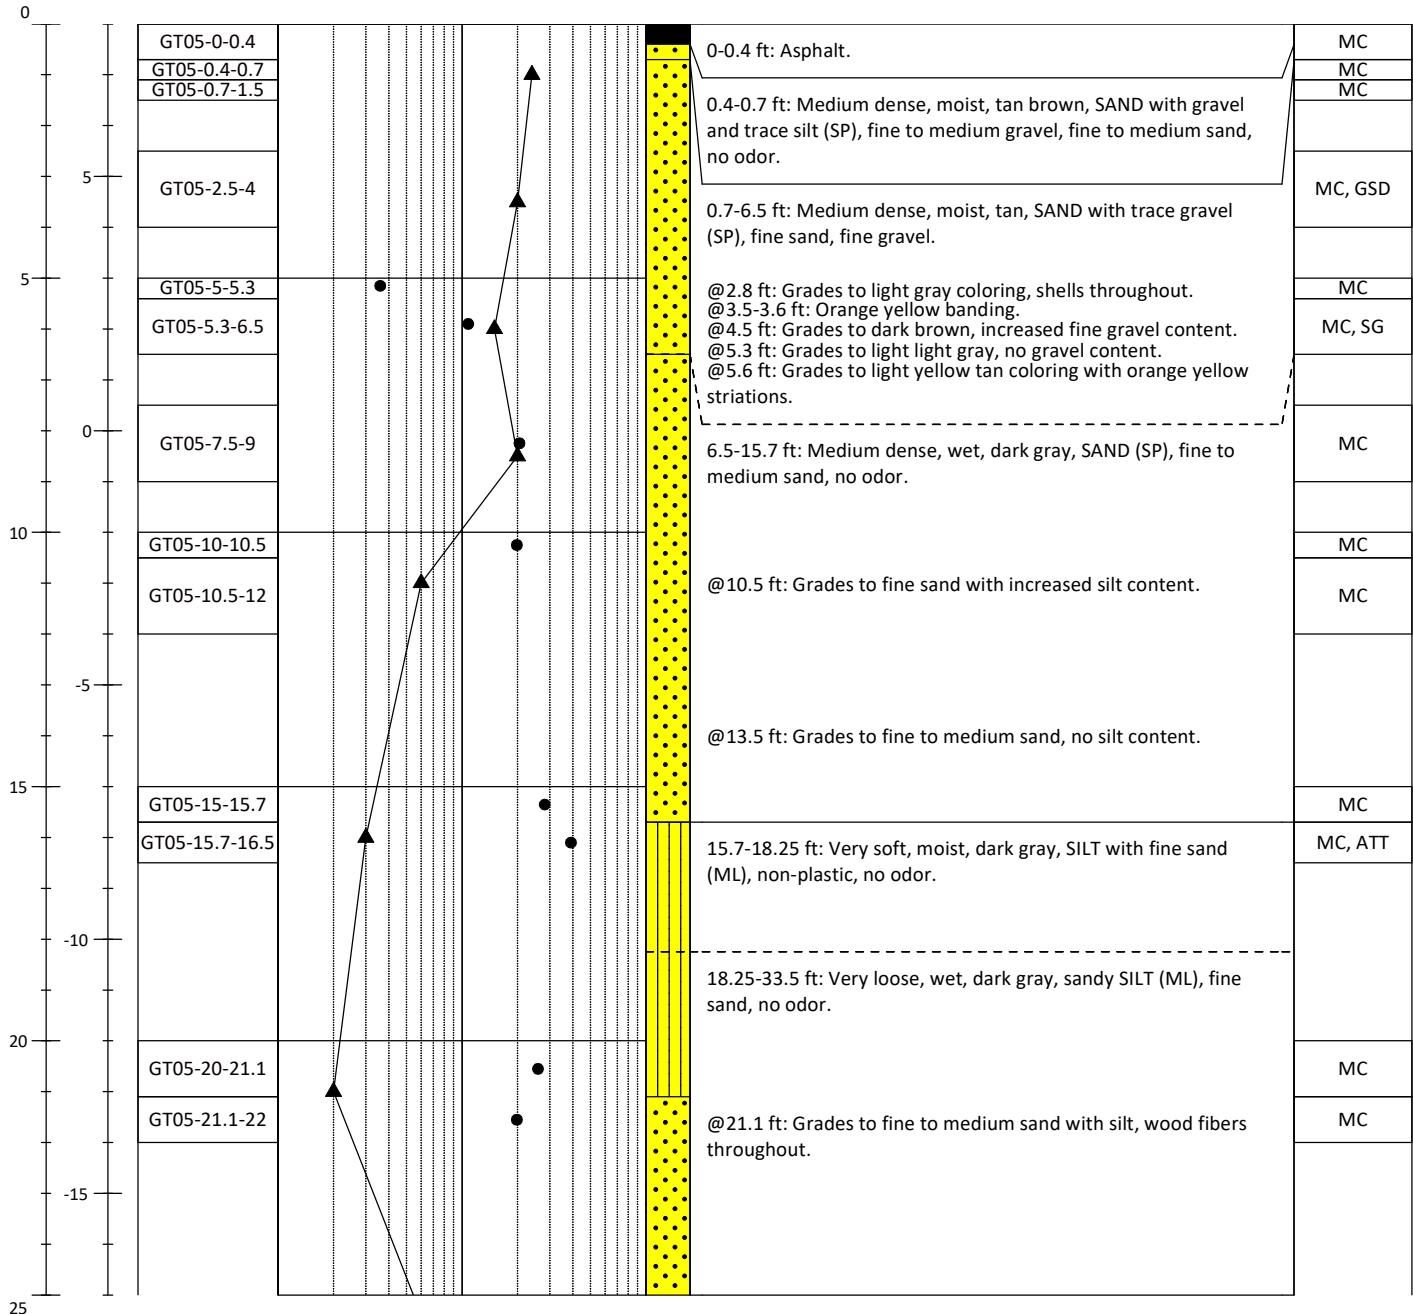 0
GT05-0-0.4
0-0.4 ft: Asphalt.
MC
GT05-0.4-0.7
MC
GT05-0.7-1.5
MC
0.4-0.7 ft: Medium dense, moist, tan brown, SAND with gravel
and trace silt (SP), fine to medium gravel, fine to medium sand,
no odor.
5
GT05-2.5-4
MC, GSD
0.7-6.5 ft: Medium dense, moist, tan, SAND with trace gravel
(SP), fine sand, fine gravel.
5
GT05-5-5.3
MC
@2.8 ft: Grades to light gray coloring, shells throughout.
@3.5-3.6 ft: Orange yellow banding.
GT05-5.3-6.5
MC, SG
@4.5 ft: Grades to dark brown, increased fine gravel content.
@5.3 ft: Grades to light light gray, no gravel content.
@5.6 ft: Grades to light yellow tan coloring with orange yellow
striations.
0
GT05-7.5-9
MC
6.5-15.7 ft: Medium dense, wet, dark gray, SAND (SP), fine to
medium sand, no odor.
10
GT05-10-10.5
MC
GT05-10.5-12
@10.5 ft: Grades to fine sand with increased silt content.
MC
-5
@13.5 ft: Grades to fine to medium sand, no silt content.
15
GT05-15-15.7
MC
GT05-15.7-16.5
MC, ATT
15.7-18.25 ft: Very soft, moist, dark gray, SILT with fine sand
(ML), non-plastic, no odor.
-10
18.25-33.5 ft: Very loose, wet, dark gray, sandy SILT (ML), fine
sand, no odor.
20
GT05-20-21.1
MC
GT05-21.1-22
MC
@21.1 ft: Grades to fine to medium sand with silt, wood fibers
throughout.
-15
25